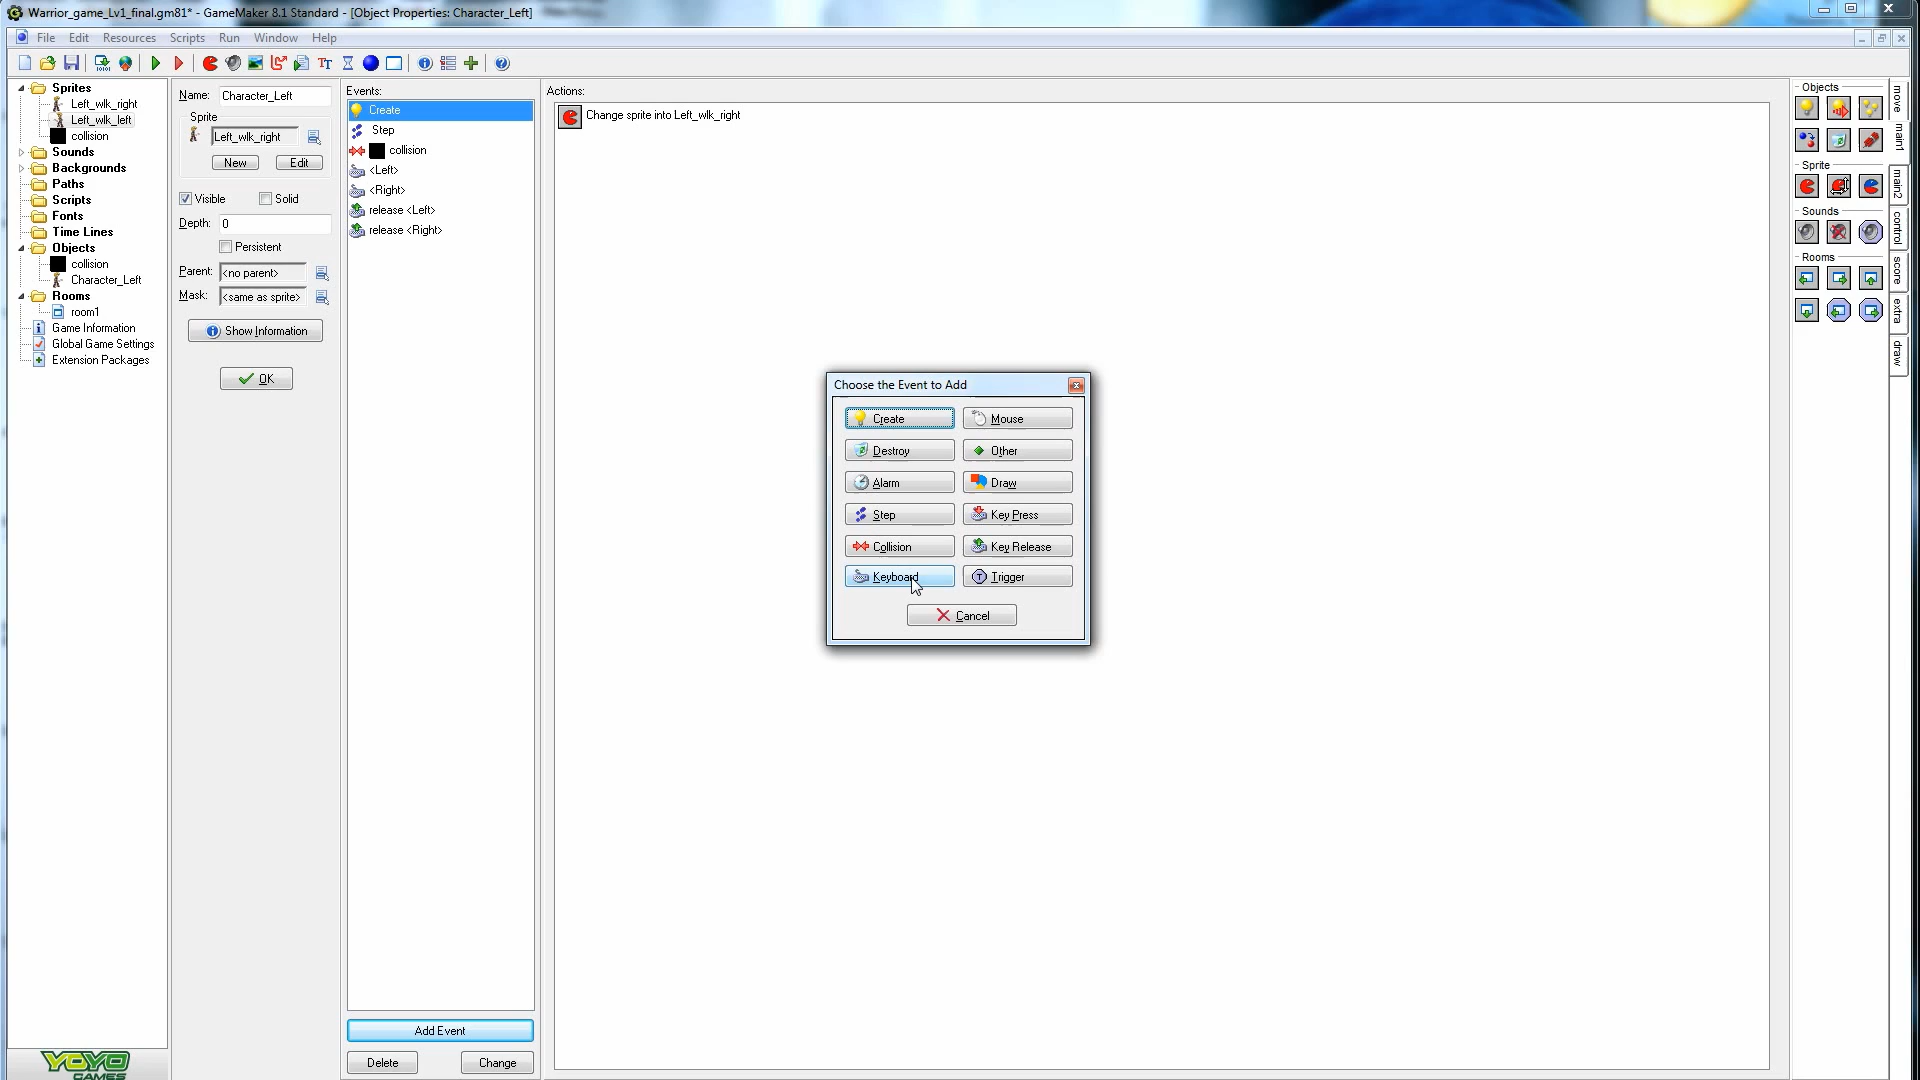 Warrior_game_Lv1_final.gm81* - GameMaker 8.1 Standard - [Object Properties: Character_Left]
File Edit Resources Scripts Run Window Help
Sprites
Left_wlk_right
Left_wlk_left
collision
Sounds
Backgrounds
Paths
Scripts
Fonts
Time Lines
Objects
collision
Character_Left
Rooms
room1
Game Information
Global Game Settings
Extension Packages
YOYO
GAMES
Name: Character_Left
Sprite
Left_wlk_right
New Edit
Visible Solid
Depth: 0
Persistent
Parent: <no parent>
Mask: <same as sprite>
Show Information
OK
Events:
Create
Step
collision
<Left>
<Right>
release <Left>
release <Right>
Add Event
Delete Change
Actions:
Change sprite into Left_wlk_right
Choose the Event to Add
Create Mouse
Destroy Other
Alarm Draw
Step Key Press
Collision Key Release
Keyboard Trigger
Cancel
Objects
Sprite
Sounds
Rooms
move
main1
main2
control
score
extra
draw